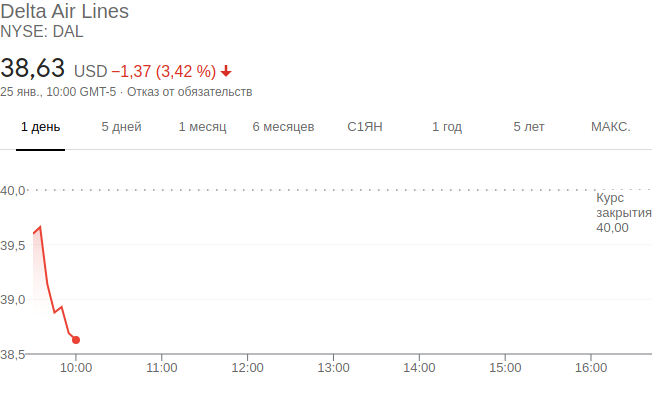 Delta Air Lines
NYSE: DAL
38,63 USD −1,37 (3,42 %)
25 янв., 10:00 GMT-5 · Отказ от обязательств
1 день 5 дней 1 месяц 6 месяцев С1ЯН 1 год 5 лет МАКС.
40,0
Курс
закрытия
40,00
39,5
39,0
38,5
10:00 11:00 12:00 13:00 14:00 15:00 16:00